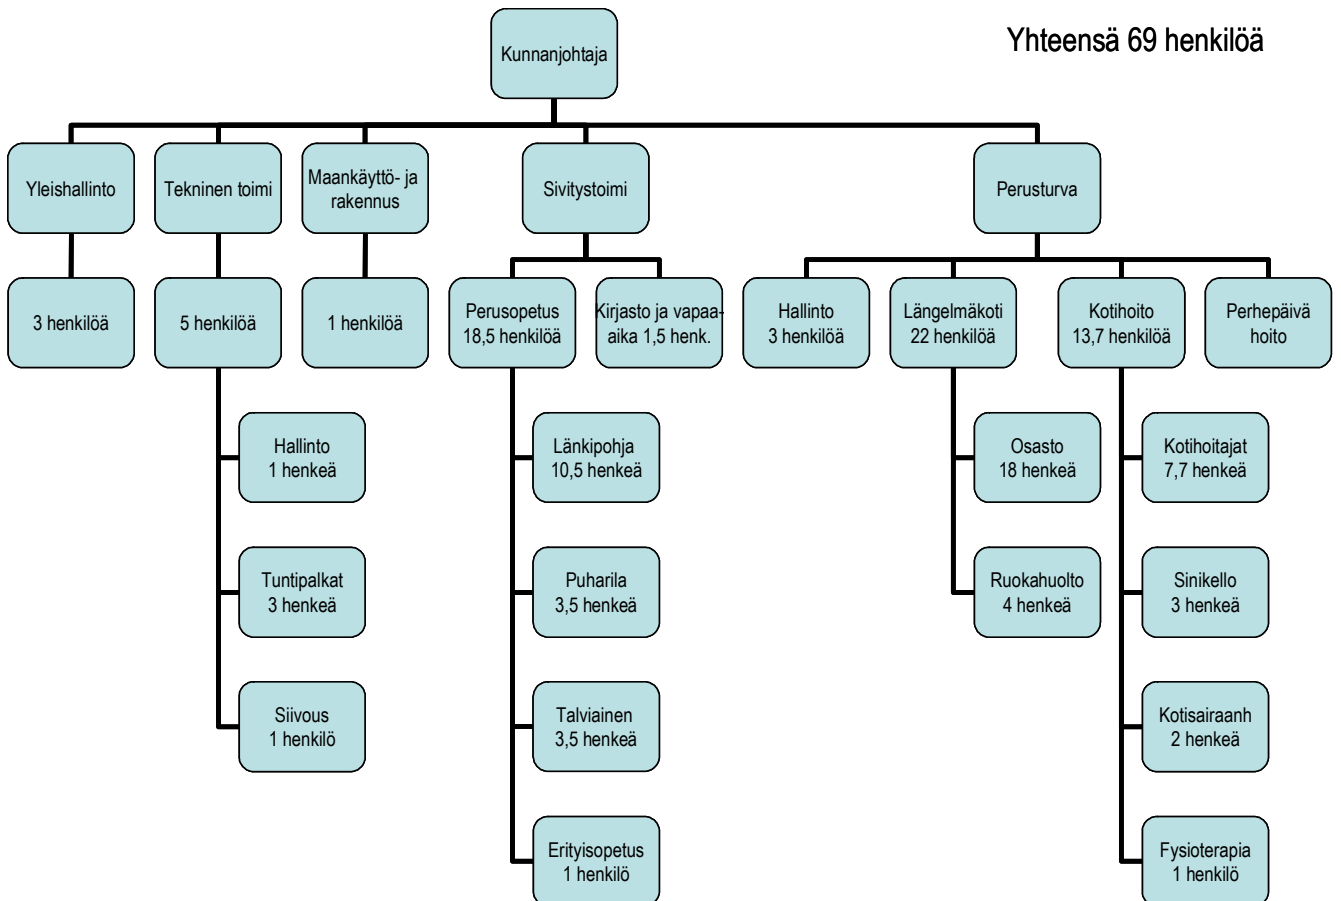 Yhteensä 69 henkilöä
Kunnanjohtaja
Yleishallinto
Tekninen toimi
Maankäyttö- ja
rakennus
Sivitystoimi
Perusturva
3 henkilöä
5 henkilöä
1 henkilöä
Perusopetus
18,5 henkilöä
Kirjasto ja vapaa-
aika 1,5 henk.
Hallinto
3 henkilöä
Längelmäkoti
22 henkilöä
Kotihoito
13,7 henkilöä
Perhepäivä
hoito
Hallinto
1 henkeä
Tuntipalkat
3 henkeä
Siivous
1 henkilö
Länkipohja
10,5 henkeä
Puharila
3,5 henkeä
Talviainen
3,5 henkeä
Erityisopetus
1 henkilö
Osasto
18 henkeä
Ruokahuolto
4 henkeä
Kotihoitajat
7,7 henkeä
Sinikello
3 henkeä
Kotisairaanh
2 henkeä
Fysioterapia
1 henkilö